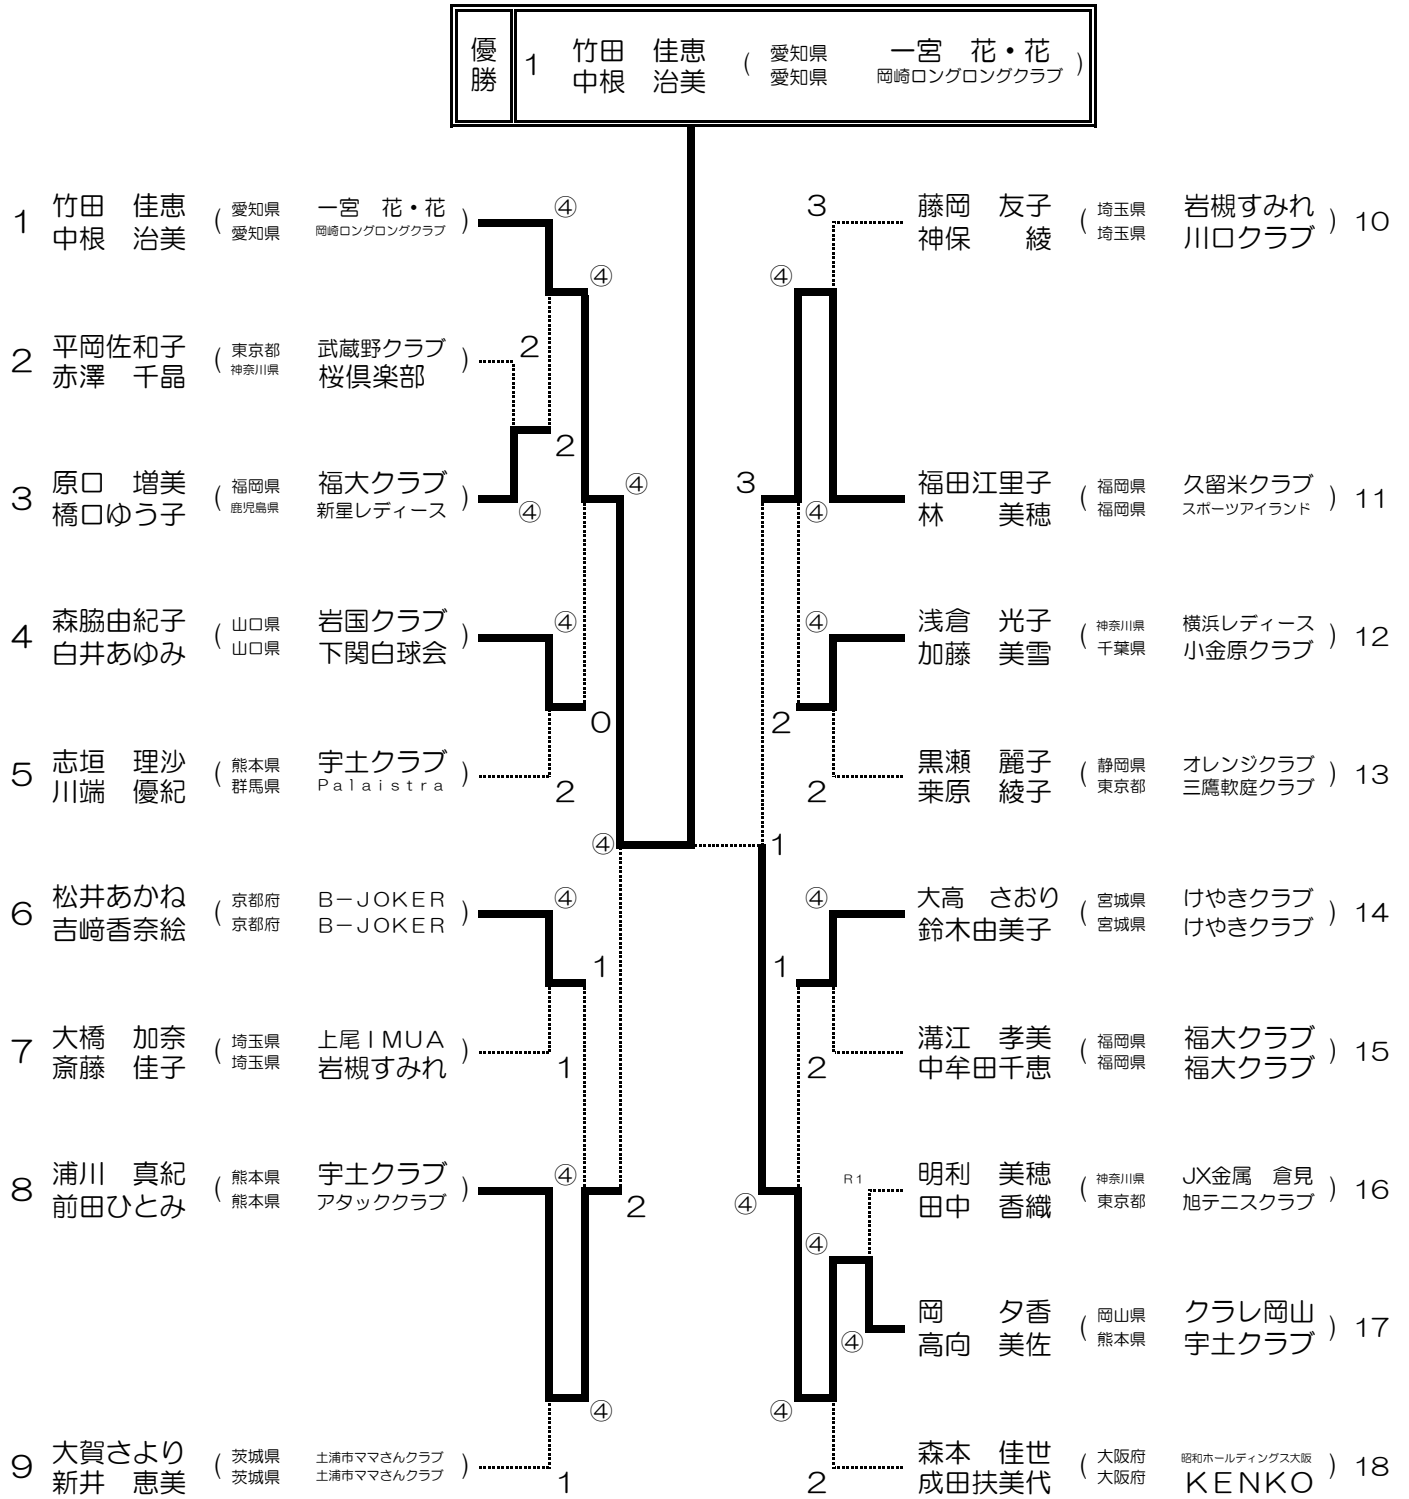 優勝 1 竹田 佳恵 ( 愛知県 一宮 花・花 )
中根 治美 愛知県 岡崎ロングロングクラブ
1 竹田 佳恵 ( 愛知県 一宮 花・花 ) ④
中根 治美 愛知県 岡崎ロングロングクラブ
④
2 平岡佐和子 ( 東京都 武蔵野クラブ ) 2
赤澤 千晶 神奈川県 桜倶楽部
2
3 原口 増美 ( 福岡県 福大クラブ ) ④
橋口ゆう子 鹿児島県 新星レディース
④
4 森脇由紀子 ( 山口県 岩国クラブ ) ④
白井あゆみ 山口県 下関白球会
0
5 志垣 理沙 ( 熊本県 宇土クラブ ) 2
川端 優紀 群馬県 Palaistra
④
6 松井あかね ( 京都府 B-JOKER ) ④
吉﨑香奈絵 京都府 B-JOKER
1
7 大橋 加奈 ( 埼玉県 上尾IMUA ) 1
斎藤 佳子 埼玉県 岩槻すみれ
8 浦川 真紀 ( 熊本県 宇土クラブ ) ④
前田ひとみ 熊本県 アタッククラブ
2
④
9 大賀さより ( 茨城県 土浦市ママさんクラブ ) 1
新井 恵美 茨城県 土浦市ママさんクラブ
3 藤岡 友子 ( 埼玉県 岩槻すみれ ) 10
神保 綾 埼玉県 川口クラブ
④
3
④ 福田江里子 ( 福岡県 久留米クラブ ) 11
林 美穂 福岡県 スポーツアイランド
④ 浅倉 光子 ( 神奈川県 横浜レディース ) 12
加藤 美雪 千葉県 小金原クラブ
2
2 黒瀬 麗子 ( 静岡県 オレンジクラブ ) 13
桒原 綾子 東京都 三鷹軟庭クラブ
1
④ 大高 さおり ( 宮城県 けやきクラブ ) 14
鈴木由美子 宮城県 けやきクラブ
1
2 溝江 孝美 ( 福岡県 福大クラブ ) 15
中牟田千恵 福岡県 福大クラブ
R1 明利 美穂 ( 神奈川県 JX金属 倉見 ) 16
田中 香織 東京都 旭テニスクラブ
④
④
④ 岡 夕香 ( 岡山県 クラレ岡山 ) 17
高向 美佐 熊本県 宇土クラブ
④
2 森本 佳世 ( 大阪府 昭和ホールディングス大阪 ) 18
成田扶美代 大阪府 KENKO